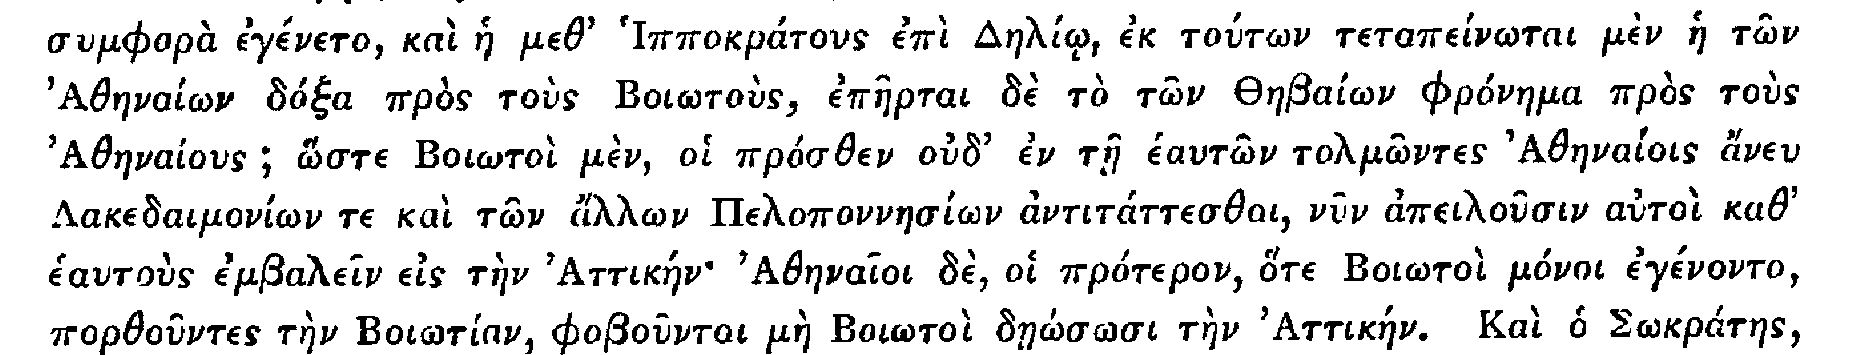 συμφορὰ ἐγένετο, καὶ ἡ μεθ’ Ἱπποκράτους ἐπὶ Δηλίῳ, ἐκ τούτων τεταπείνωται μὲν ἡ τῶν
Ἀθηναίων δόξα πρὸς τοὺς Βοιωτοὺς, ἐπῆρται δὲ τὸ τῶν Θηβαίων φρόνημα πρὸς τοὺς
Ἀθηναίους ; ὥστε Βοιωτοὶ μὲν, οἱ πρόσθεν οὐδ’ ἐν τῇ ἑαυτῶν τολμῶντες Ἀθηναίοις ἄνευ
Λακεδαιμονίων τε καὶ τῶν ἄλλων Πελοποννησίων ἀντιτάττεσθαι, νῦν ἀπειλοῦσιν αὐτοὶ καθ’
ἑαυτοὺς ἐμβαλεῖν εἰς τὴν Ἀττικήν· Ἀθηναῖοι δὲ, οἱ πρότερον, ὅτε Βοιωτοὶ μόνοι ἐγένοντο,
πορθοῦντες τὴν Βοιωτίαν, φοβοῦνται μὴ Βοιωτοὶ δῃώσωσι τὴν Ἀττικήν. Καὶ ὁ Σωκράτης,